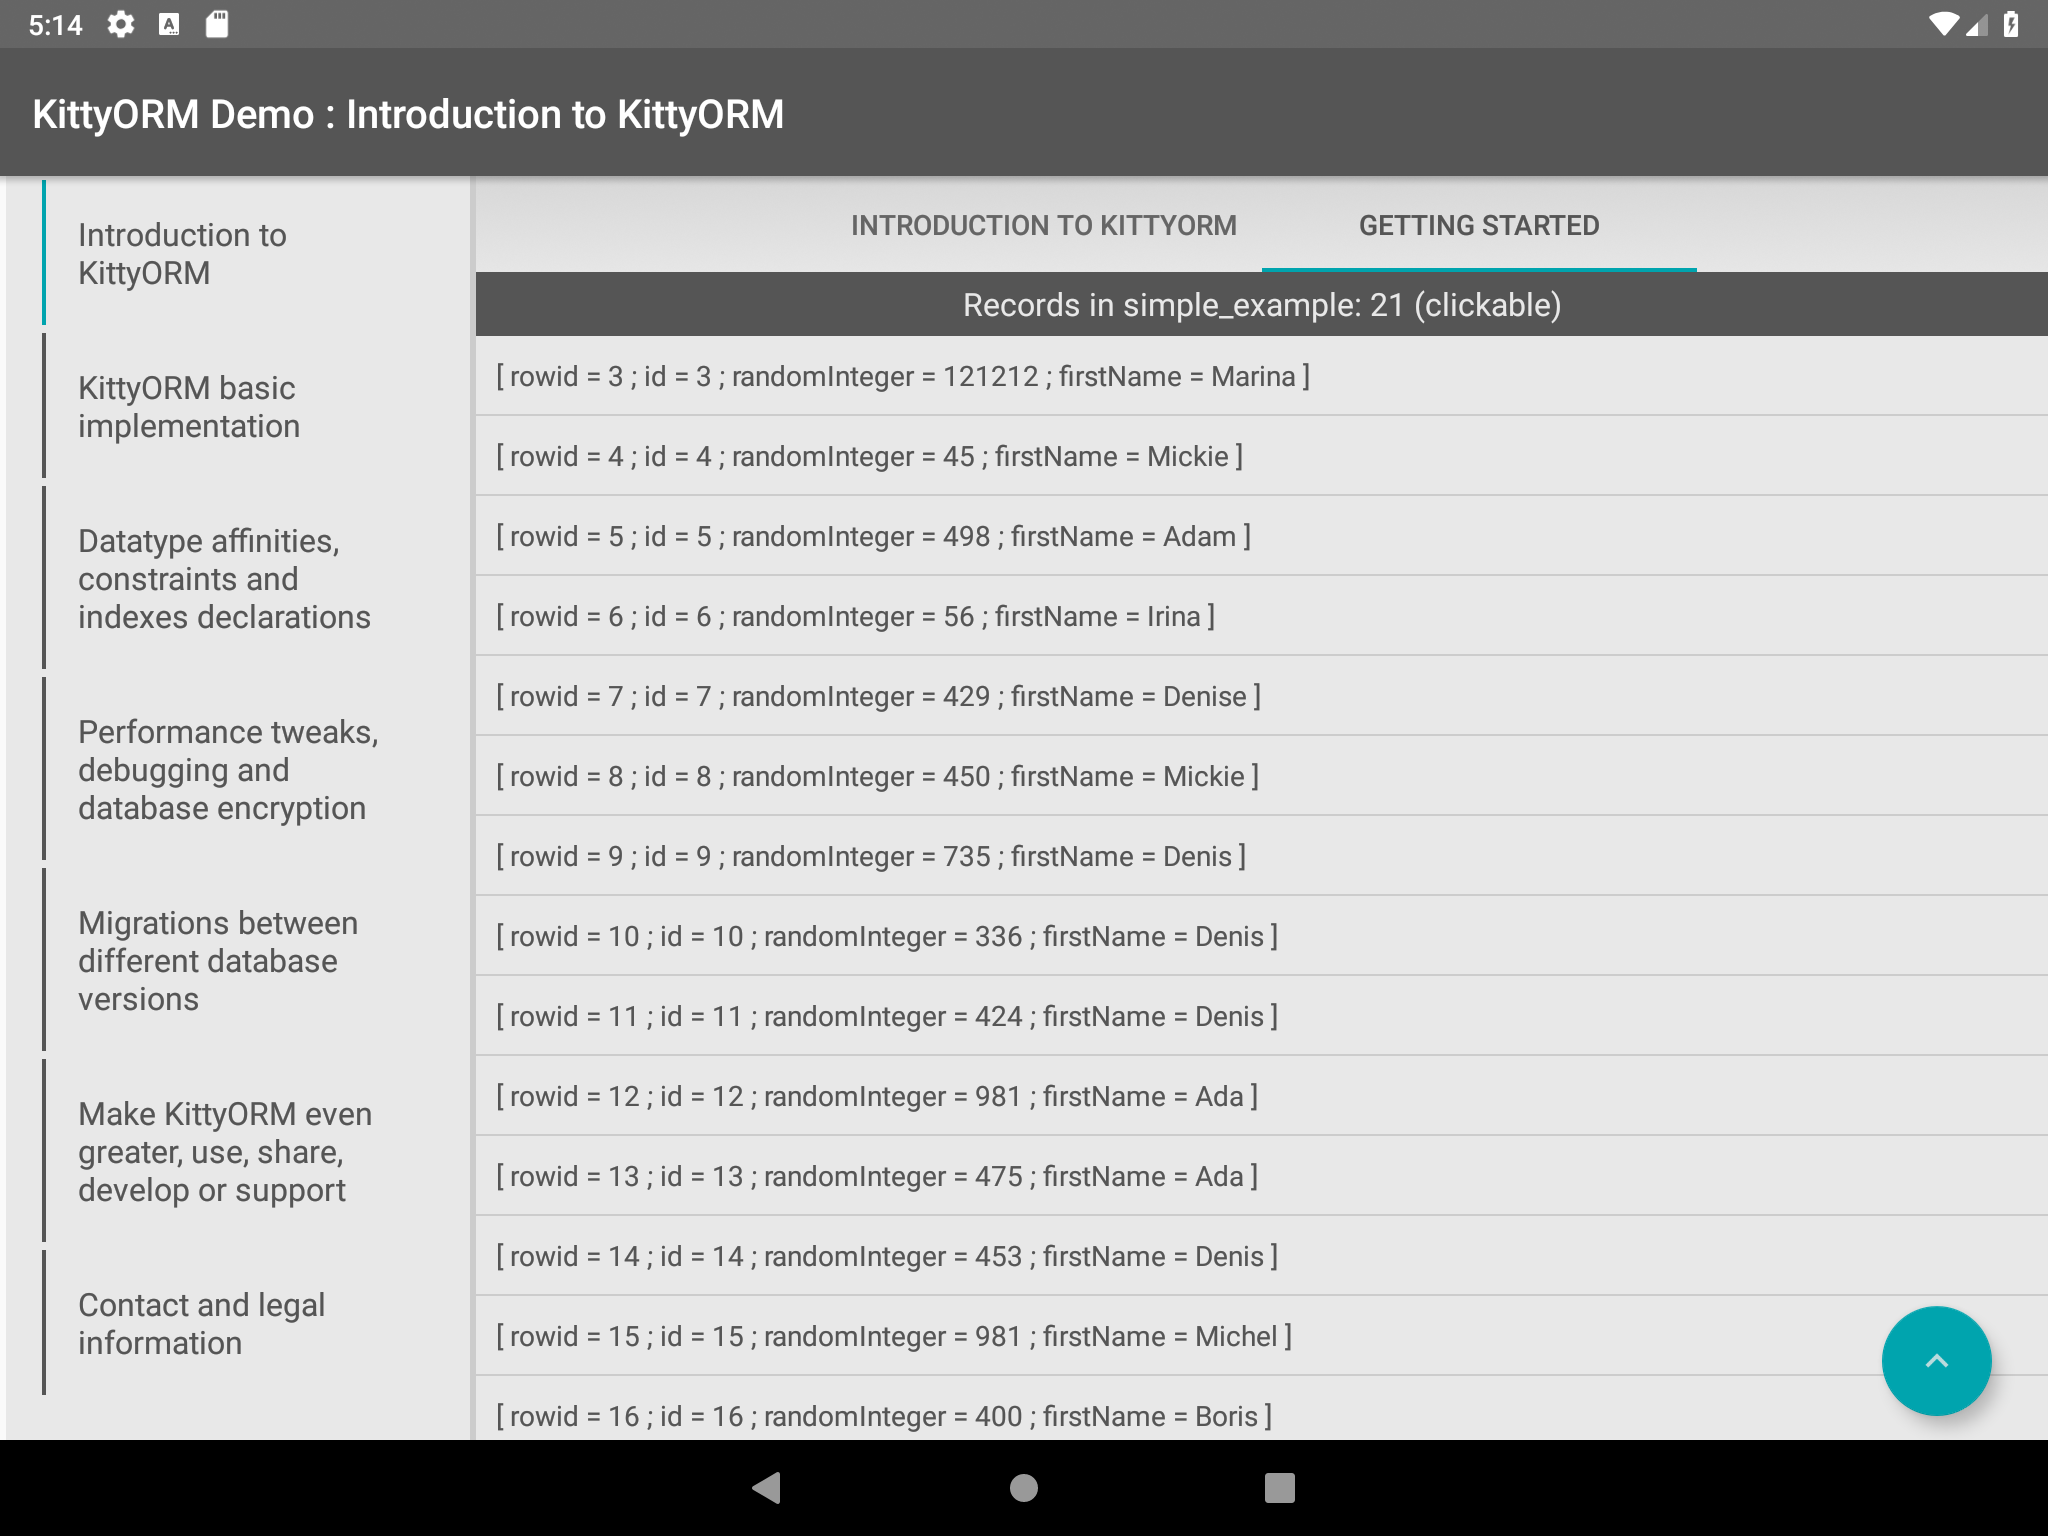 5:14
KittyORM Demo : Introduction to KittyORM
Introduction to
KittyORM
KittyORM basic
implementation
Datatype affinities,
constraints and
indexes declarations
Performance tweaks,
debugging and
database encryption
Migrations between
different database
versions
Make KittyORM even
greater, use, share,
develop or support
Contact and legal
information
INTRODUCTION TO KITTYORM
GETTING STARTED
Records in simple_example: 21 (clickable)
[ rowid = 3 ; id = 3 ; randomInteger = 121212 ; firstName = Marina ]
[ rowid = 4 ; id = 4 ; randomInteger = 45 ; firstName = Mickie ]
[ rowid = 5 ; id = 5 ; randomInteger = 498 ; firstName = Adam ]
[ rowid = 6 ; id = 6 ; randomInteger = 56 ; firstName = Irina ]
[ rowid = 7 ; id = 7 ; randomInteger = 429 ; firstName = Denise ]
[ rowid = 8 ; id = 8 ; randomInteger = 450 ; firstName = Mickie ]
[ rowid = 9 ; id = 9 ; randomInteger = 735 ; firstName = Denis ]
[ rowid = 10 ; id = 10 ; randomInteger = 336 ; firstName = Denis ]
[ rowid = 11 ; id = 11 ; randomInteger = 424 ; firstName = Denis ]
[ rowid = 12 ; id = 12 ; randomInteger = 981 ; firstName = Ada ]
[ rowid = 13 ; id = 13 ; randomInteger = 475 ; firstName = Ada ]
[ rowid = 14 ; id = 14 ; randomInteger = 453 ; firstName = Denis ]
[ rowid = 15 ; id = 15 ; randomInteger = 981 ; firstName = Michel ]
[ rowid = 16 ; id = 16 ; randomInteger = 400 ; firstName = Boris ]